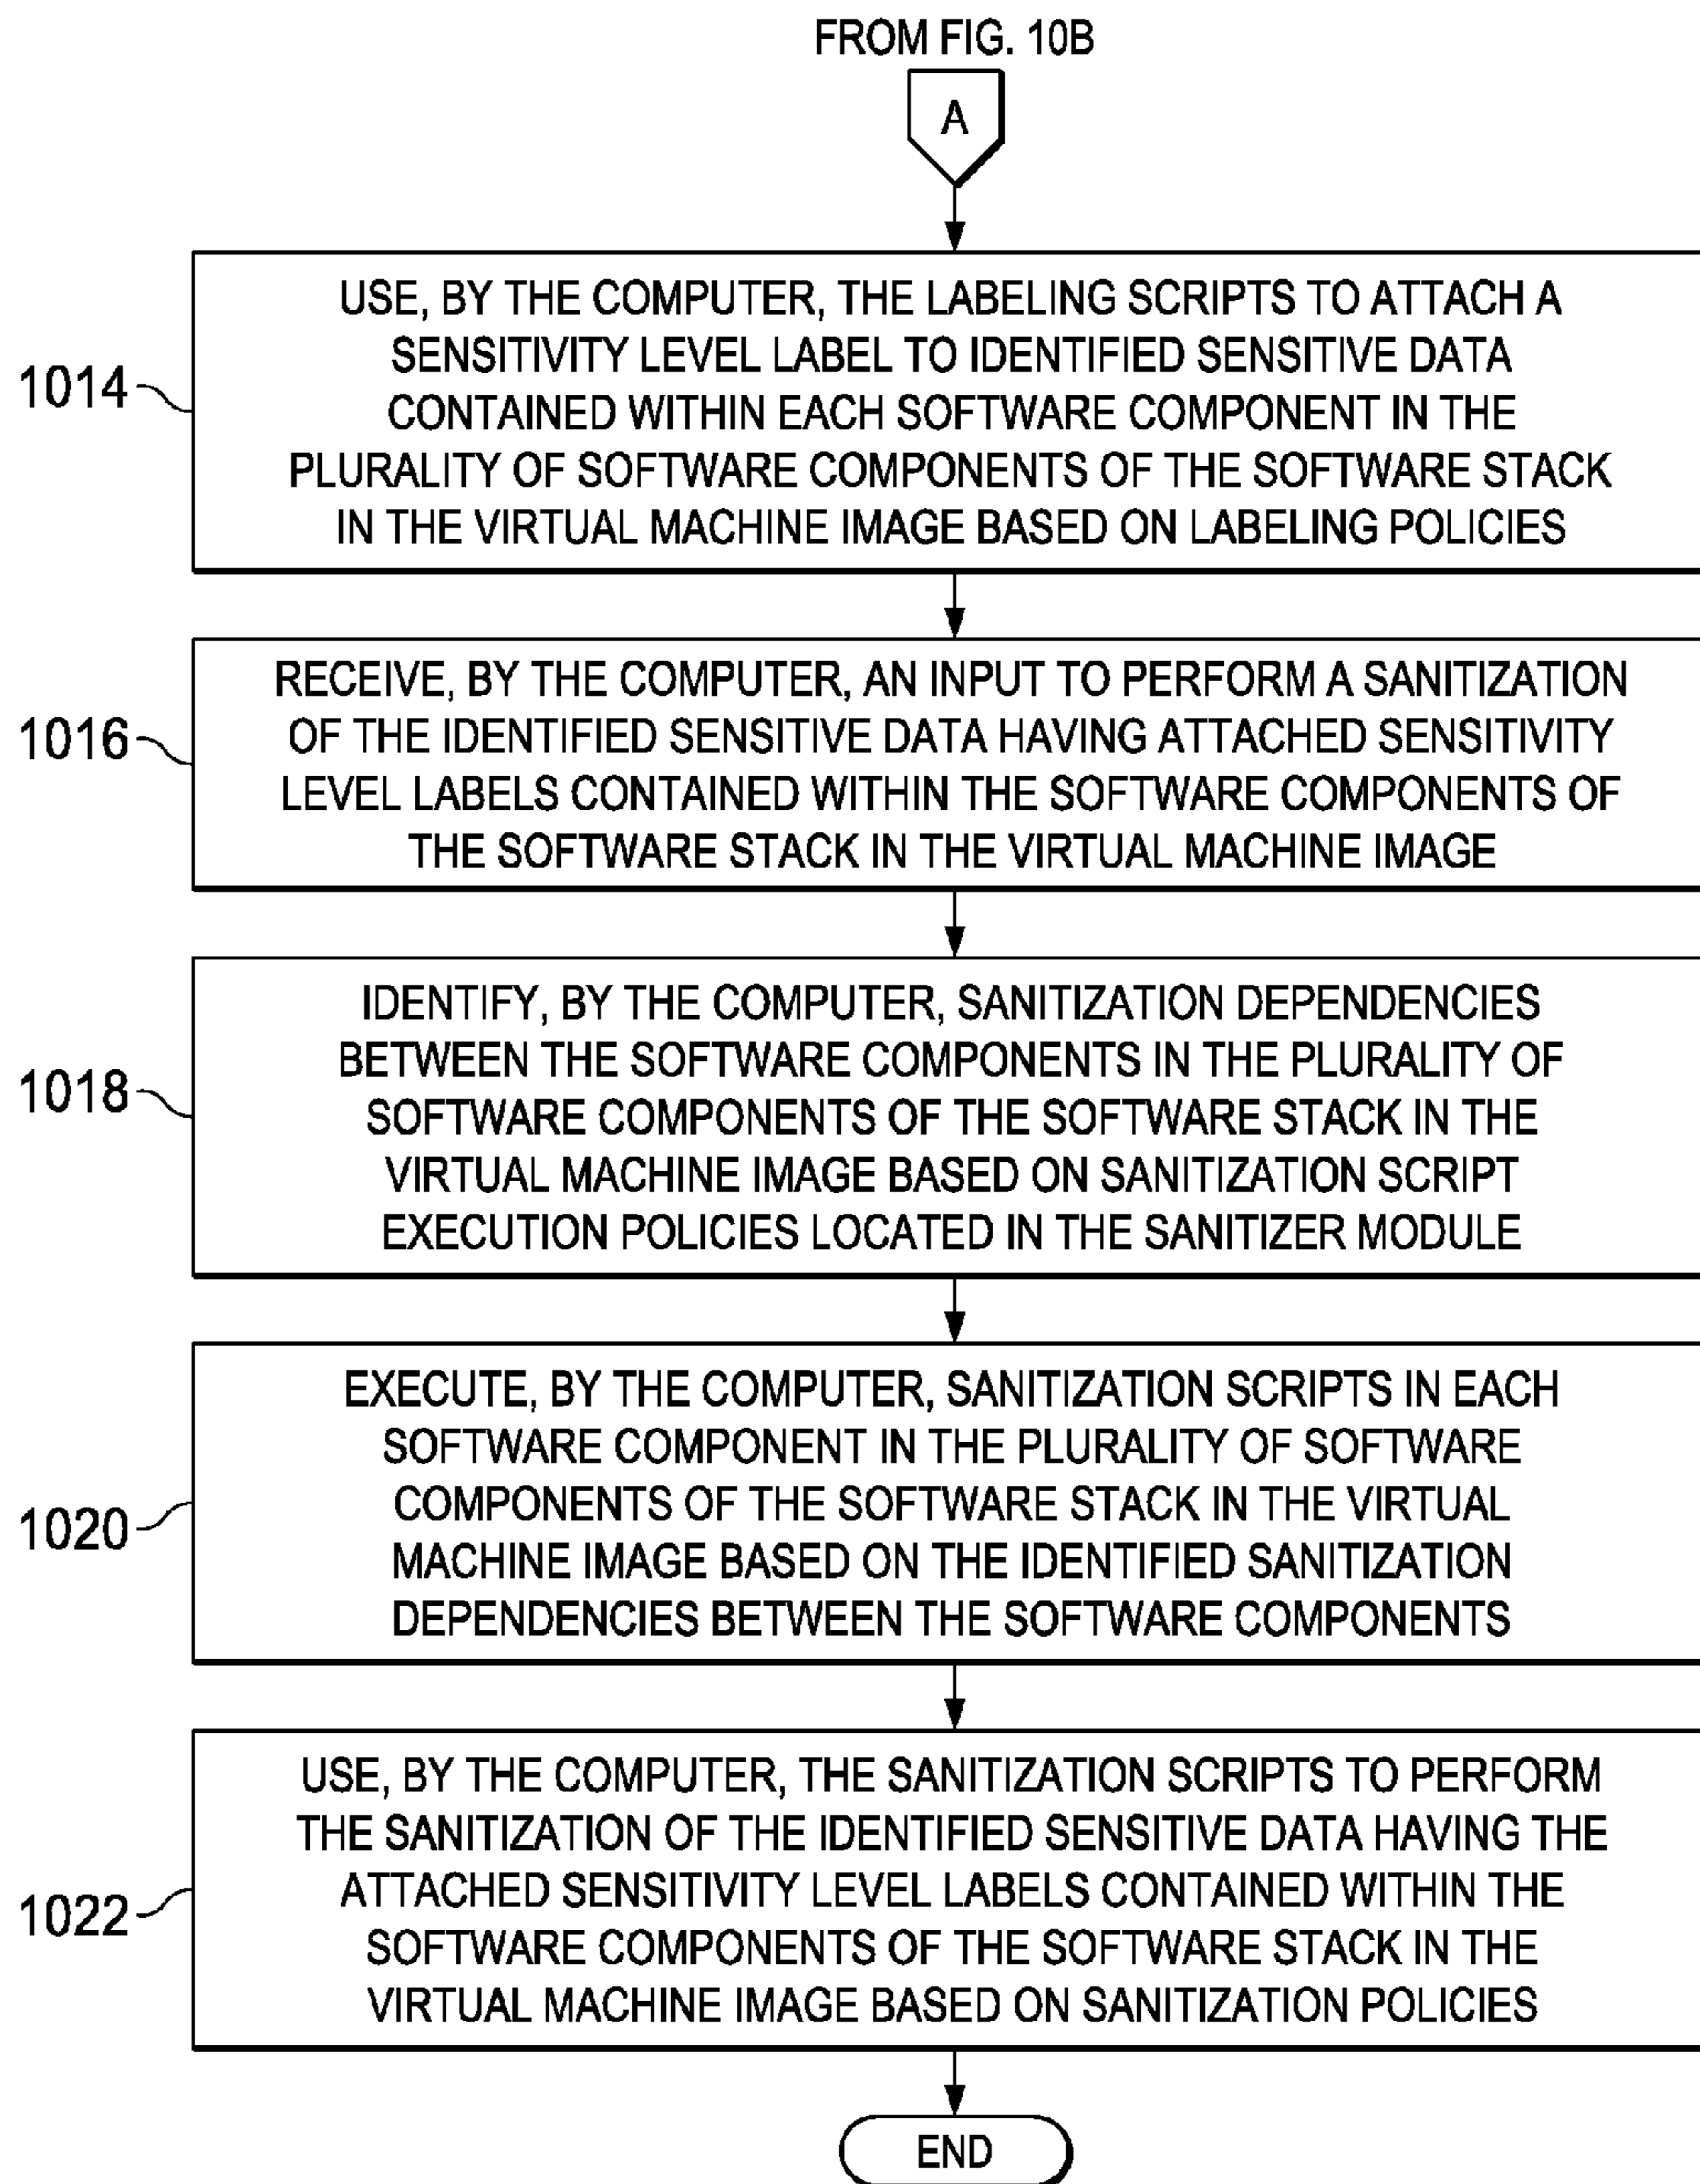 FROM FIG. 10B
A
1014
USE, BY THE COMPUTER, THE LABELING SCRIPTS TO ATTACH A
SENSITIVITY LEVEL LABEL TO IDENTIFIED SENSITIVE DATA
CONTAINED WITHIN EACH SOFTWARE COMPONENT IN THE
PLURALITY OF SOFTWARE COMPONENTS OF THE SOFTWARE STACK
IN THE VIRTUAL MACHINE IMAGE BASED ON LABELING POLICIES
1016
RECEIVE, BY THE COMPUTER, AN INPUT TO PERFORM A SANITIZATION
OF THE IDENTIFIED SENSITIVE DATA HAVING ATTACHED SENSITIVITY
LEVEL LABELS CONTAINED WITHIN THE SOFTWARE COMPONENTS OF
THE SOFTWARE STACK IN THE VIRTUAL MACHINE IMAGE
1018
IDENTIFY, BY THE COMPUTER, SANITIZATION DEPENDENCIES
BETWEEN THE SOFTWARE COMPONENTS IN THE PLURALITY OF
SOFTWARE COMPONENTS OF THE SOFTWARE STACK IN THE
VIRTUAL MACHINE IMAGE BASED ON SANITIZATION SCRIPT
EXECUTION POLICIES LOCATED IN THE SANITIZER MODULE
1020
EXECUTE, BY THE COMPUTER, SANITIZATION SCRIPTS IN EACH
SOFTWARE COMPONENT IN THE PLURALITY OF SOFTWARE
COMPONENTS OF THE SOFTWARE STACK IN THE VIRTUAL
MACHINE IMAGE BASED ON THE IDENTIFIED SANITIZATION
DEPENDENCIES BETWEEN THE SOFTWARE COMPONENTS
1022
USE, BY THE COMPUTER, THE SANITIZATION SCRIPTS TO PERFORM
THE SANITIZATION OF THE IDENTIFIED SENSITIVE DATA HAVING THE
ATTACHED SENSITIVITY LEVEL LABELS CONTAINED WITHIN THE
SOFTWARE COMPONENTS OF THE SOFTWARE STACK IN THE
VIRTUAL MACHINE IMAGE BASED ON SANITIZATION POLICIES
END